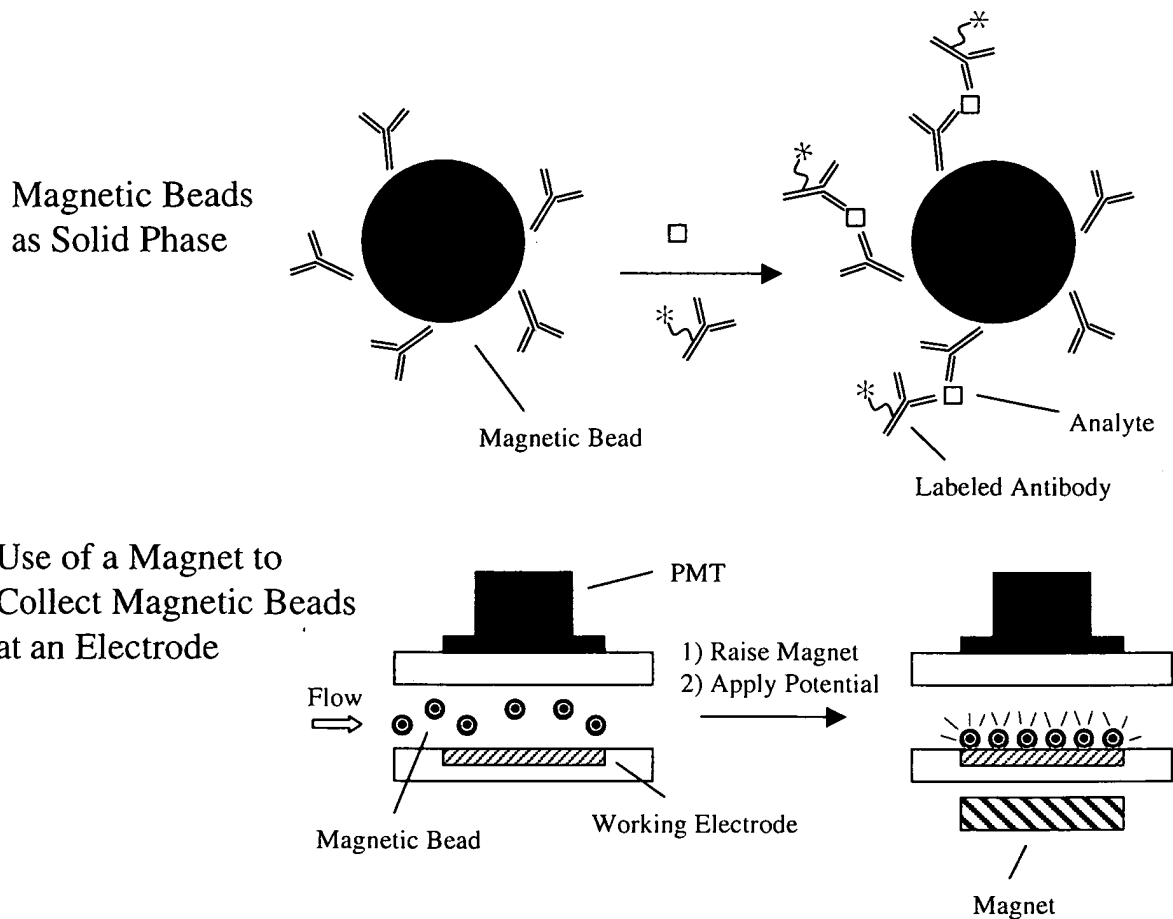 Magnetic Beads
as Solid Phase
Magnetic Bead
Analyte
Labeled Antibody
Use of a Magnet to
Collect Magnetic Beads
at an Electrode
PMT
1) Raise Magnet
2) Apply Potential
Flow
Magnetic Bead
Working Electrode
Magnet